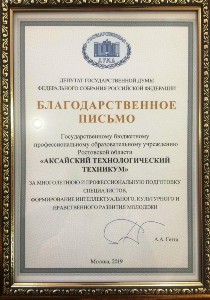 ДЕПУТАТ ГОСУДАРСТВЕННОЙ ДУМЫ
ФЕДЕРАЛЬНОГО СОБРАНИЯ РОССИЙСКОЙ ФЕДЕРАЦИИ
БЛАГОДАРСТВЕННОЕ
ПИСЬМО
Государственному бюджетному
профессиональному образовательному учреждению
Ростовской области
«АКСАЙСКИЙ ТЕХНОЛОГИЧЕСКИЙ
ТЕХНИКУМ»
ЗА МНОГОЛЕТНЮЮ ПРОФЕССИОНАЛЬНУЮ ПОДГОТОВКУ
СПЕЦИАЛИСТОВ,
ФОРМИРОВАНИЕ ИНТЕЛЛЕКТУАЛЬНОГО, КУЛЬТУРНОГО И
НРАВСТВЕННОГО РАЗВИТИЯ МОЛОДЕЖИ
А.А. Гетта
Москва, 2019